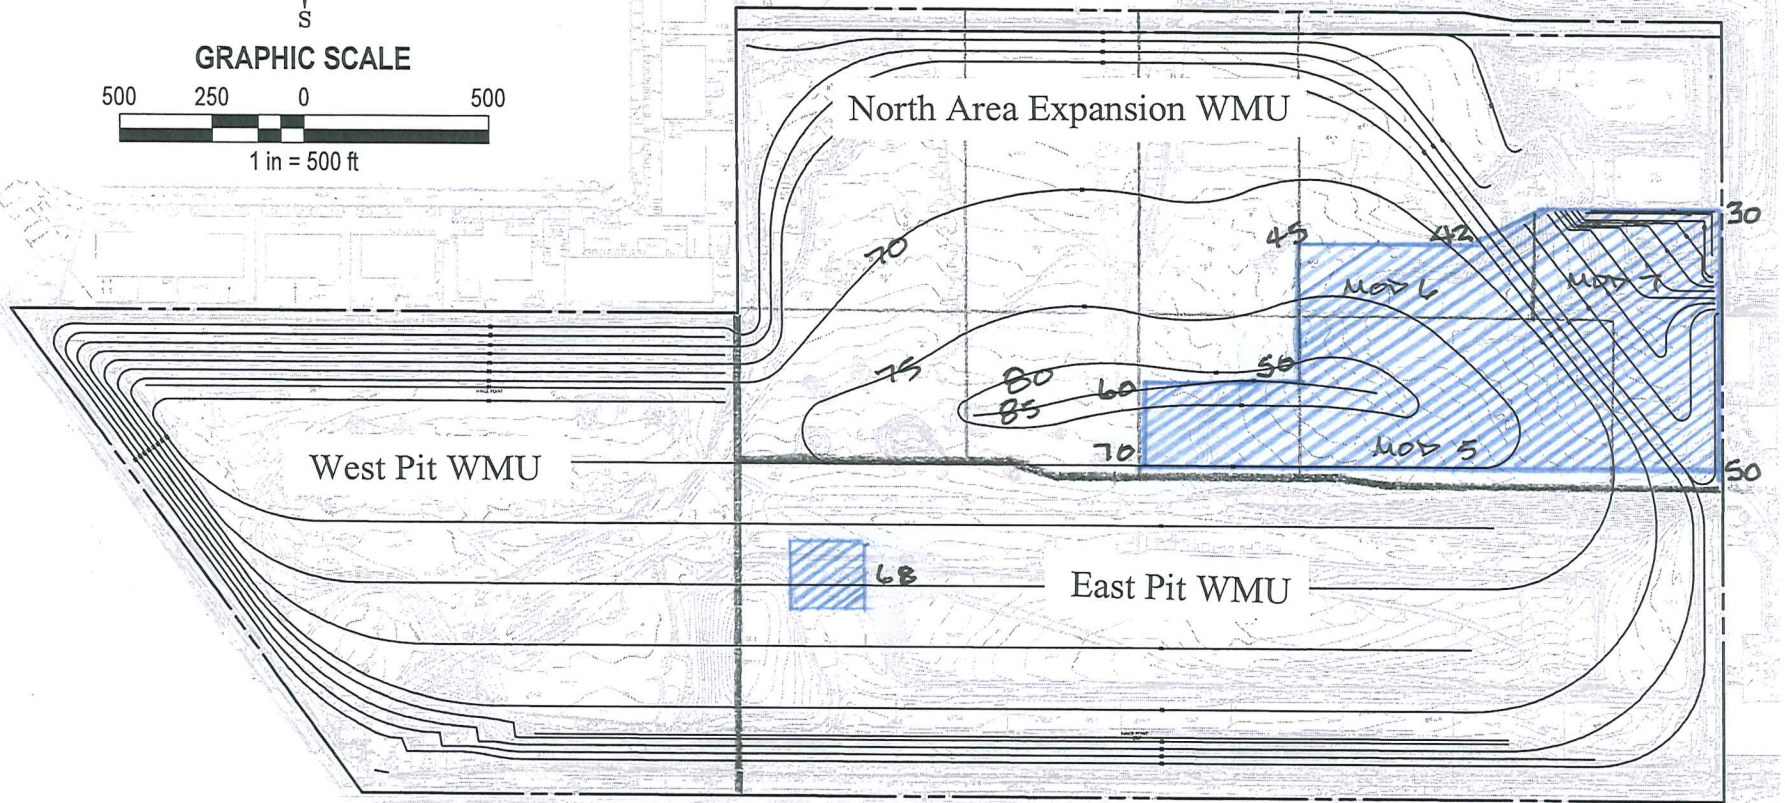 S
GRAPHIC SCALE
500 250 0 500
1 in = 500 ft
North Area Expansion WMU
30
45 42
70
MOD 6 MOD 7
75 80 60 50
85
70 MOD 5
50
West Pit WMU
68
East Pit WMU